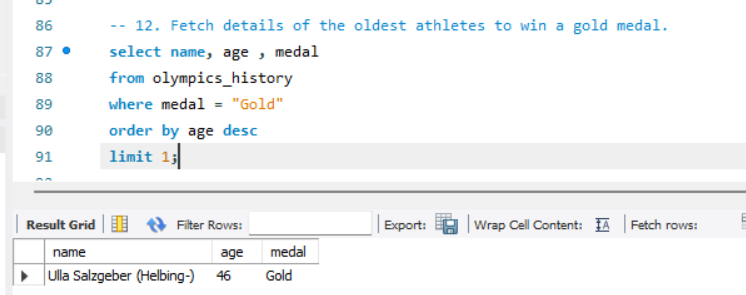 86 -- 12. Fetch details of the oldest athletes to win a gold medal.
87 select name, age , medal
88 from olympics_history
89 where medal = "Gold"
90 order by age desc
91 limit 1;
Result Grid Filter Rows: Export: Wrap Cell Content: IA Fetch rows:
name age medal
Ulla Salzgeber (Helbing-) 46 Gold